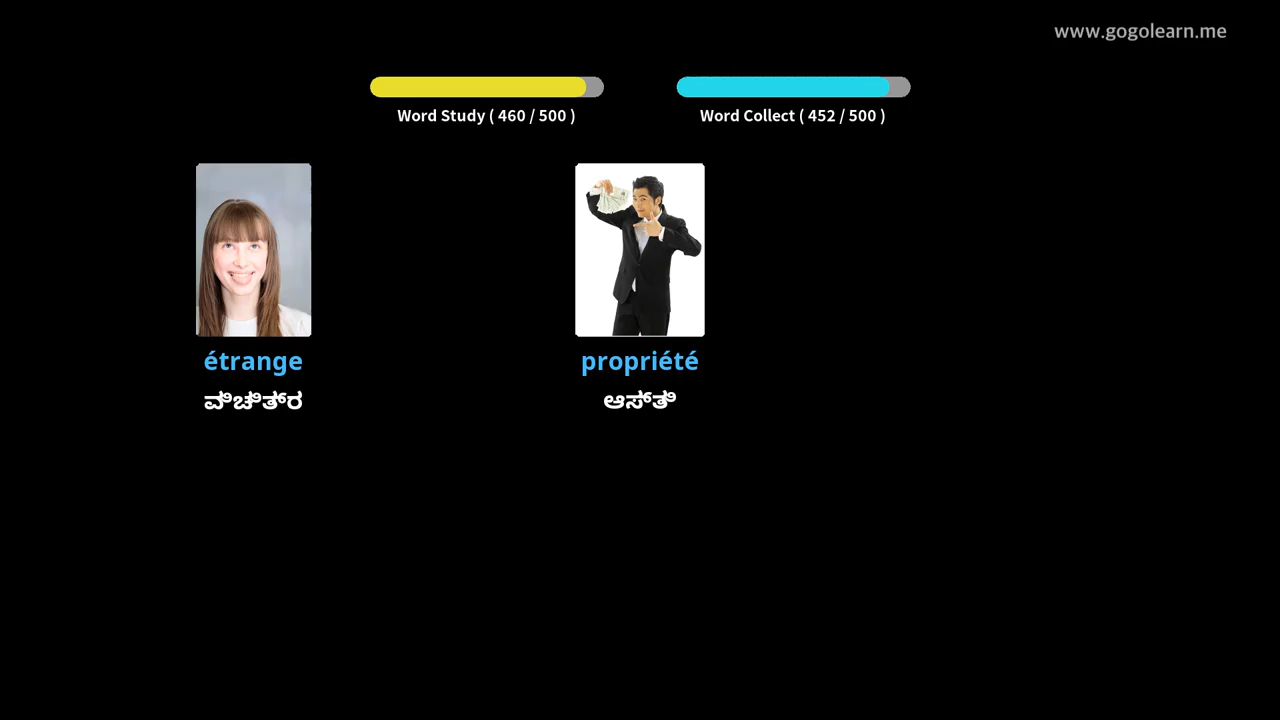 www.gogolearn.me
Word Study ( 460 / 500 )
Word Collect ( 452 / 500 )
étrange
ವಿಚಿತ್ರ
propriété
ಆಸ್ತಿ